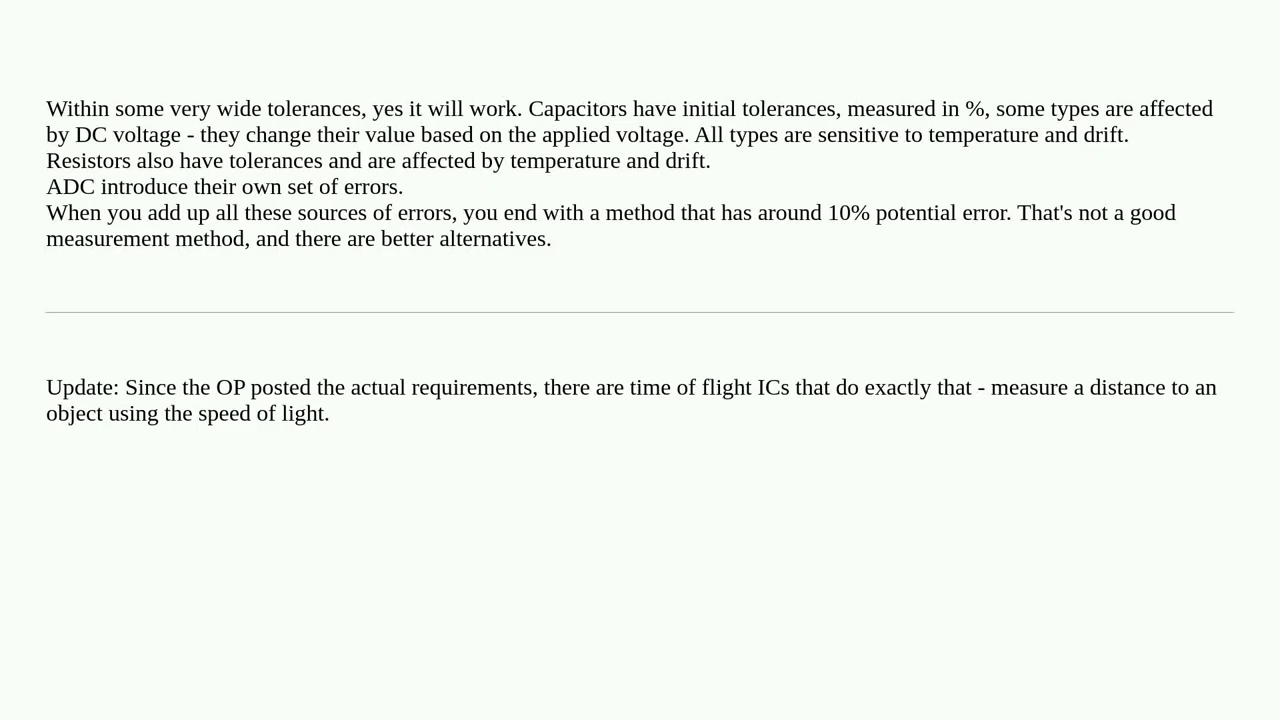 Within some very wide tolerances, yes it will work. Capacitors have initial tolerances, measured in %, some types are affected
by DC voltage - they change their value based on the applied voltage. All types are sensitive to temperature and drift.
Resistors also have tolerances and are affected by temperature and drift.
ADC introduce their own set of errors.
When you add up all these sources of errors, you end with a method that has around 10% potential error. That's not a good
measurement method, and there are better alternatives.
Update: Since the OP posted the actual requirements, there are time of flight ICs that do exactly that - measure a distance to an
object using the speed of light.